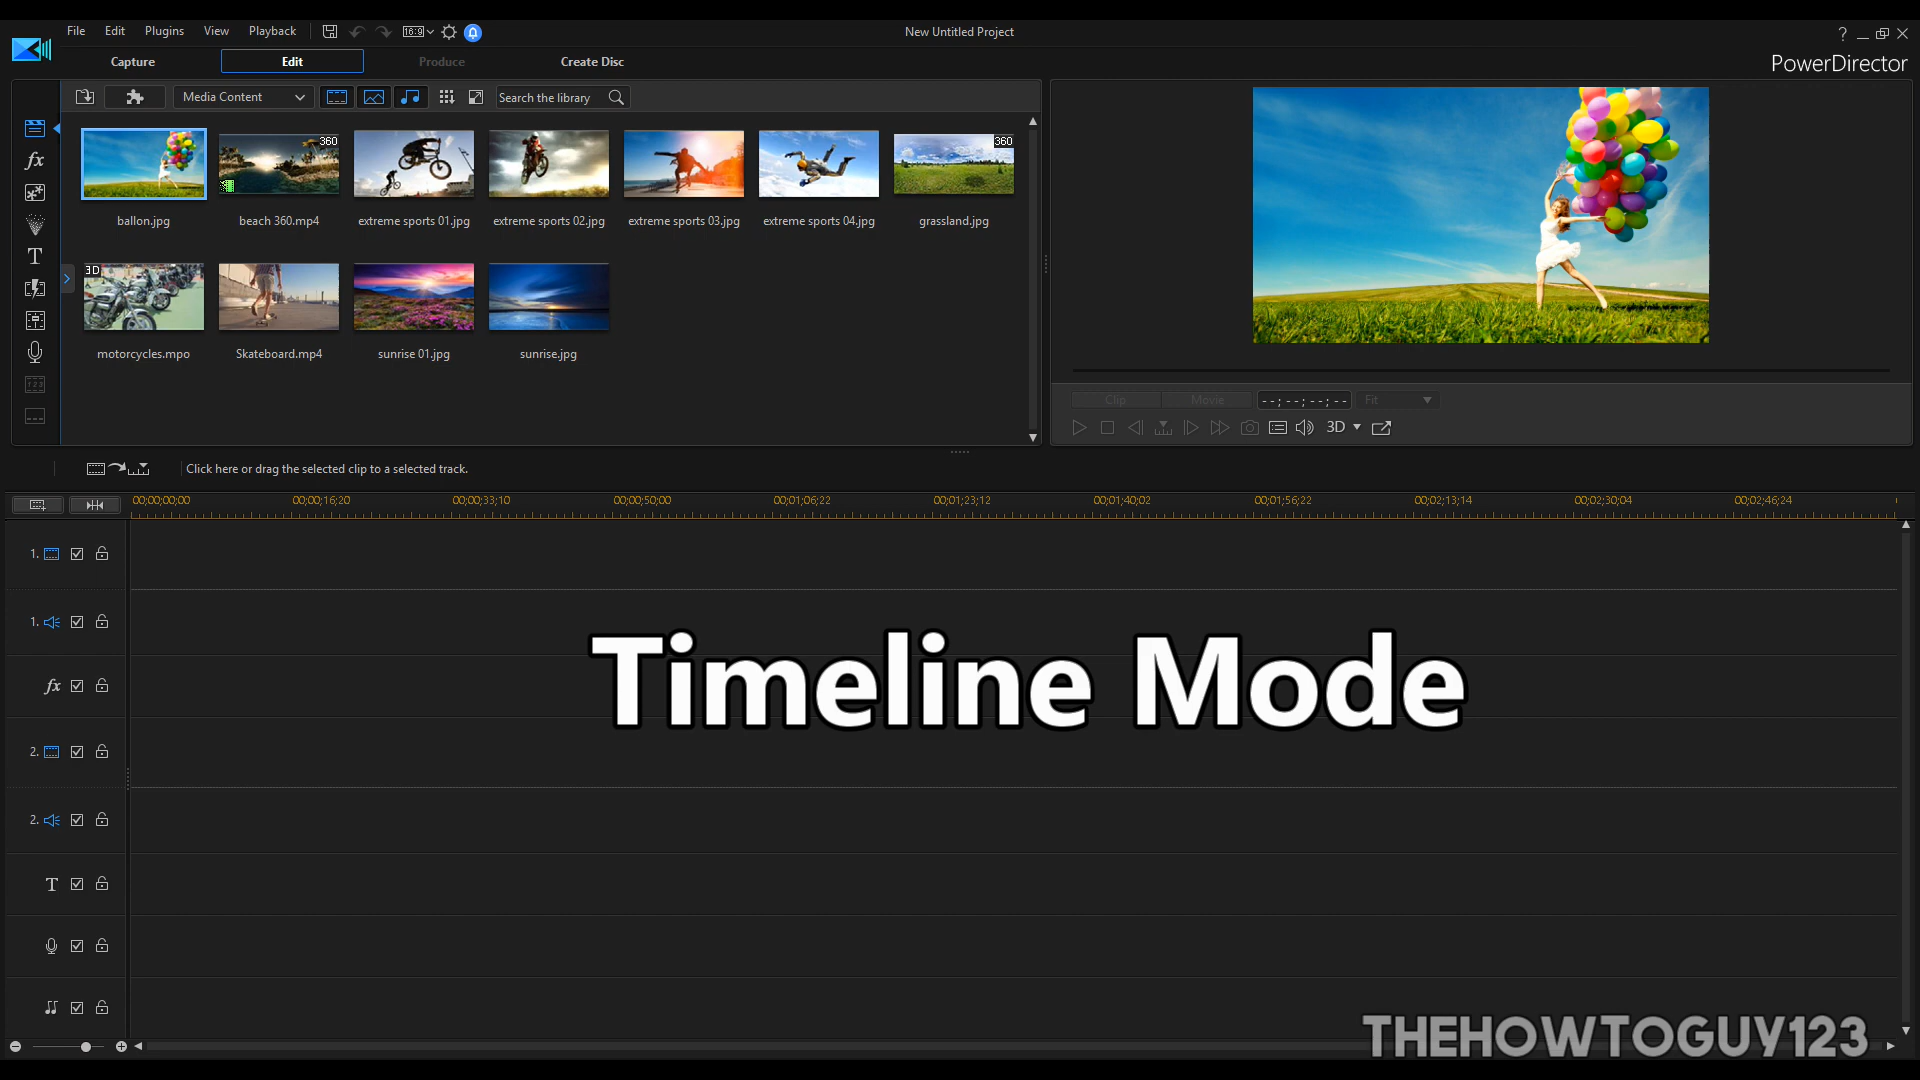 File Edit Plugins View Playback 16:9 New Untitled Project ?
Capture Edit Produce Create Disc PowerDirector
Media Content Search the library
360 360
ballon.jpg beach 360.mp4 extreme sports 01.jpg extreme sports 02.jpg extreme sports 03.jpg extreme sports 04.jpg grassland.jpg
3D
motorcycles.mpo Skateboard.mp4 sunrise 01.jpg sunrise.jpg
fx
T
Clip Movie --;--;--;-- Fit
3D
Click here or drag the selected clip to a selected track.
00;00;00;00 00;00;16;20 00;00;33;10 00;00;50;00 00;01;06;22 00;01;23;12 00;01;40;02 00;01;56;22 00;02;13;14 00;02;30;04 00;02;46;24
1.
1.
fx
Timeline Mode
2.
2.
T
THEHOWTOGUY123